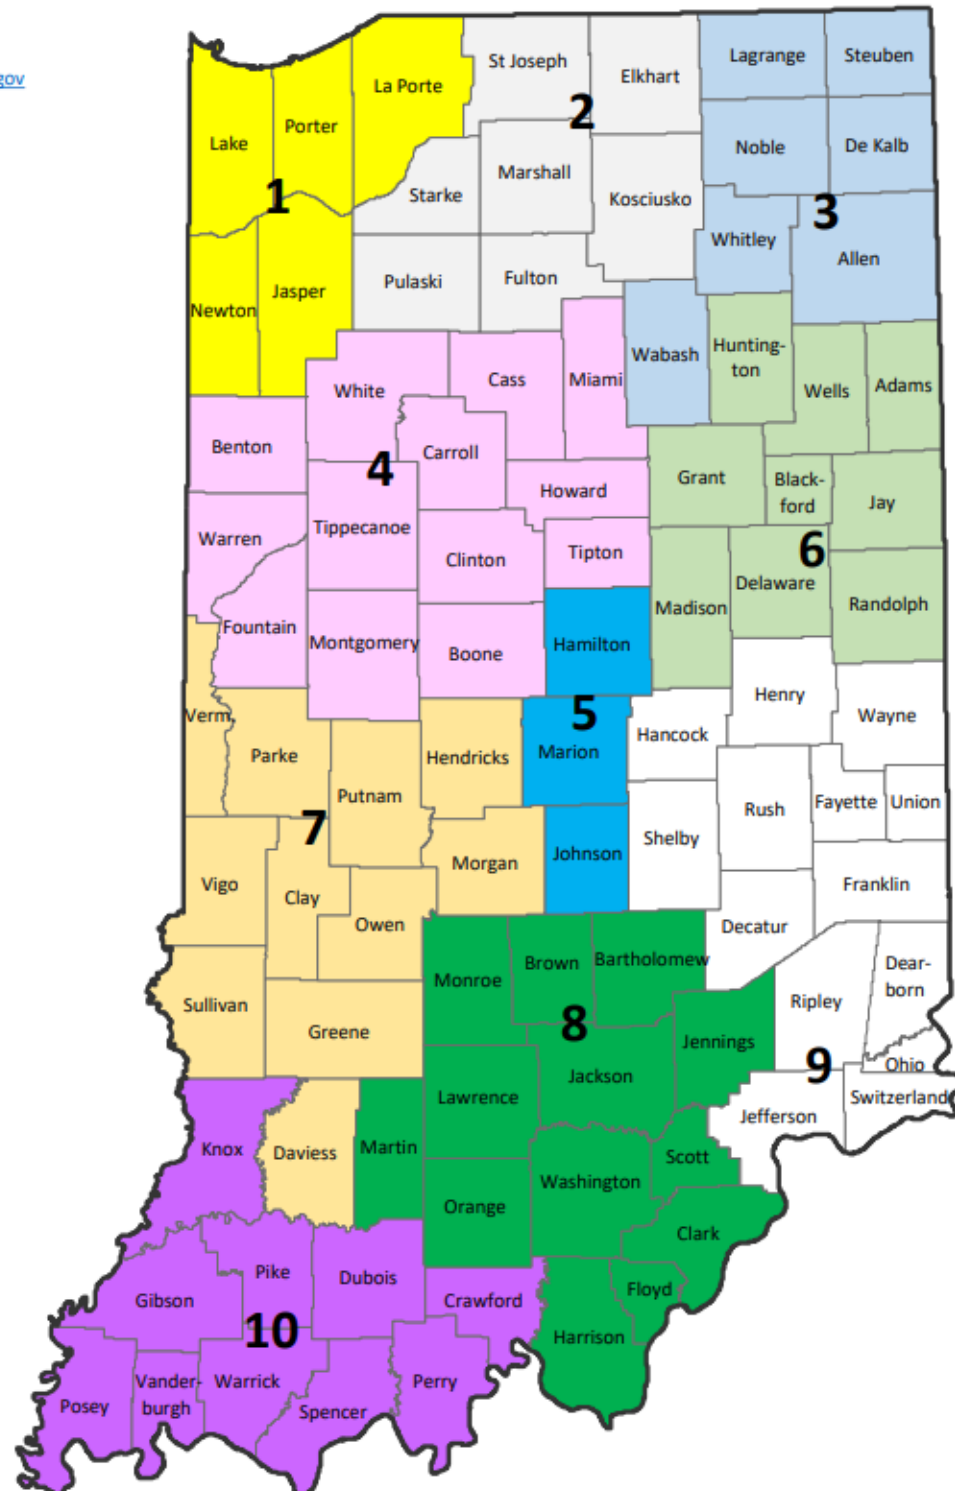 gov
St Joseph
Elkhart
Lagrange
Steuben
La Porte
2
Lake
Porter
Noble
De Kalb
Starke
Marshall
Kosciusko
1
3
Whitley
Allen
Newton
Jasper
Pulaski
Fulton
Wabash
Hunting-
ton
White
Cass
Miami
Wells
Adams
Benton
Carroll
4
Howard
Grant
Black-
ford
Jay
Warren
Tippecanoe
Clinton
Tipton
6
Delaware
Madison
Randolph
Fountain
Montgomery
Boone
Hamilton
Verm.
Henry
Wayne
5
Hancock
Parke
Hendricks
Marion
Putnam
Rush
Fayette
Union
7
Shelby
Vigo
Clay
Morgan
Johnson
Franklin
Owen
Decatur
Monroe
Brown
Bartholomew
Dear-
born
Sullivan
Greene
8
Ripley
Jennings
Jackson
9
Ohio
Lawrence
Switzerland
Jefferson
Knox
Daviess
Martin
Scott
Washington
Orange
Clark
Pike
Dubois
Gibson
Crawford
Floyd
10
Harrison
Posey
Vander-
burgh
Warrick
Perry
Spencer